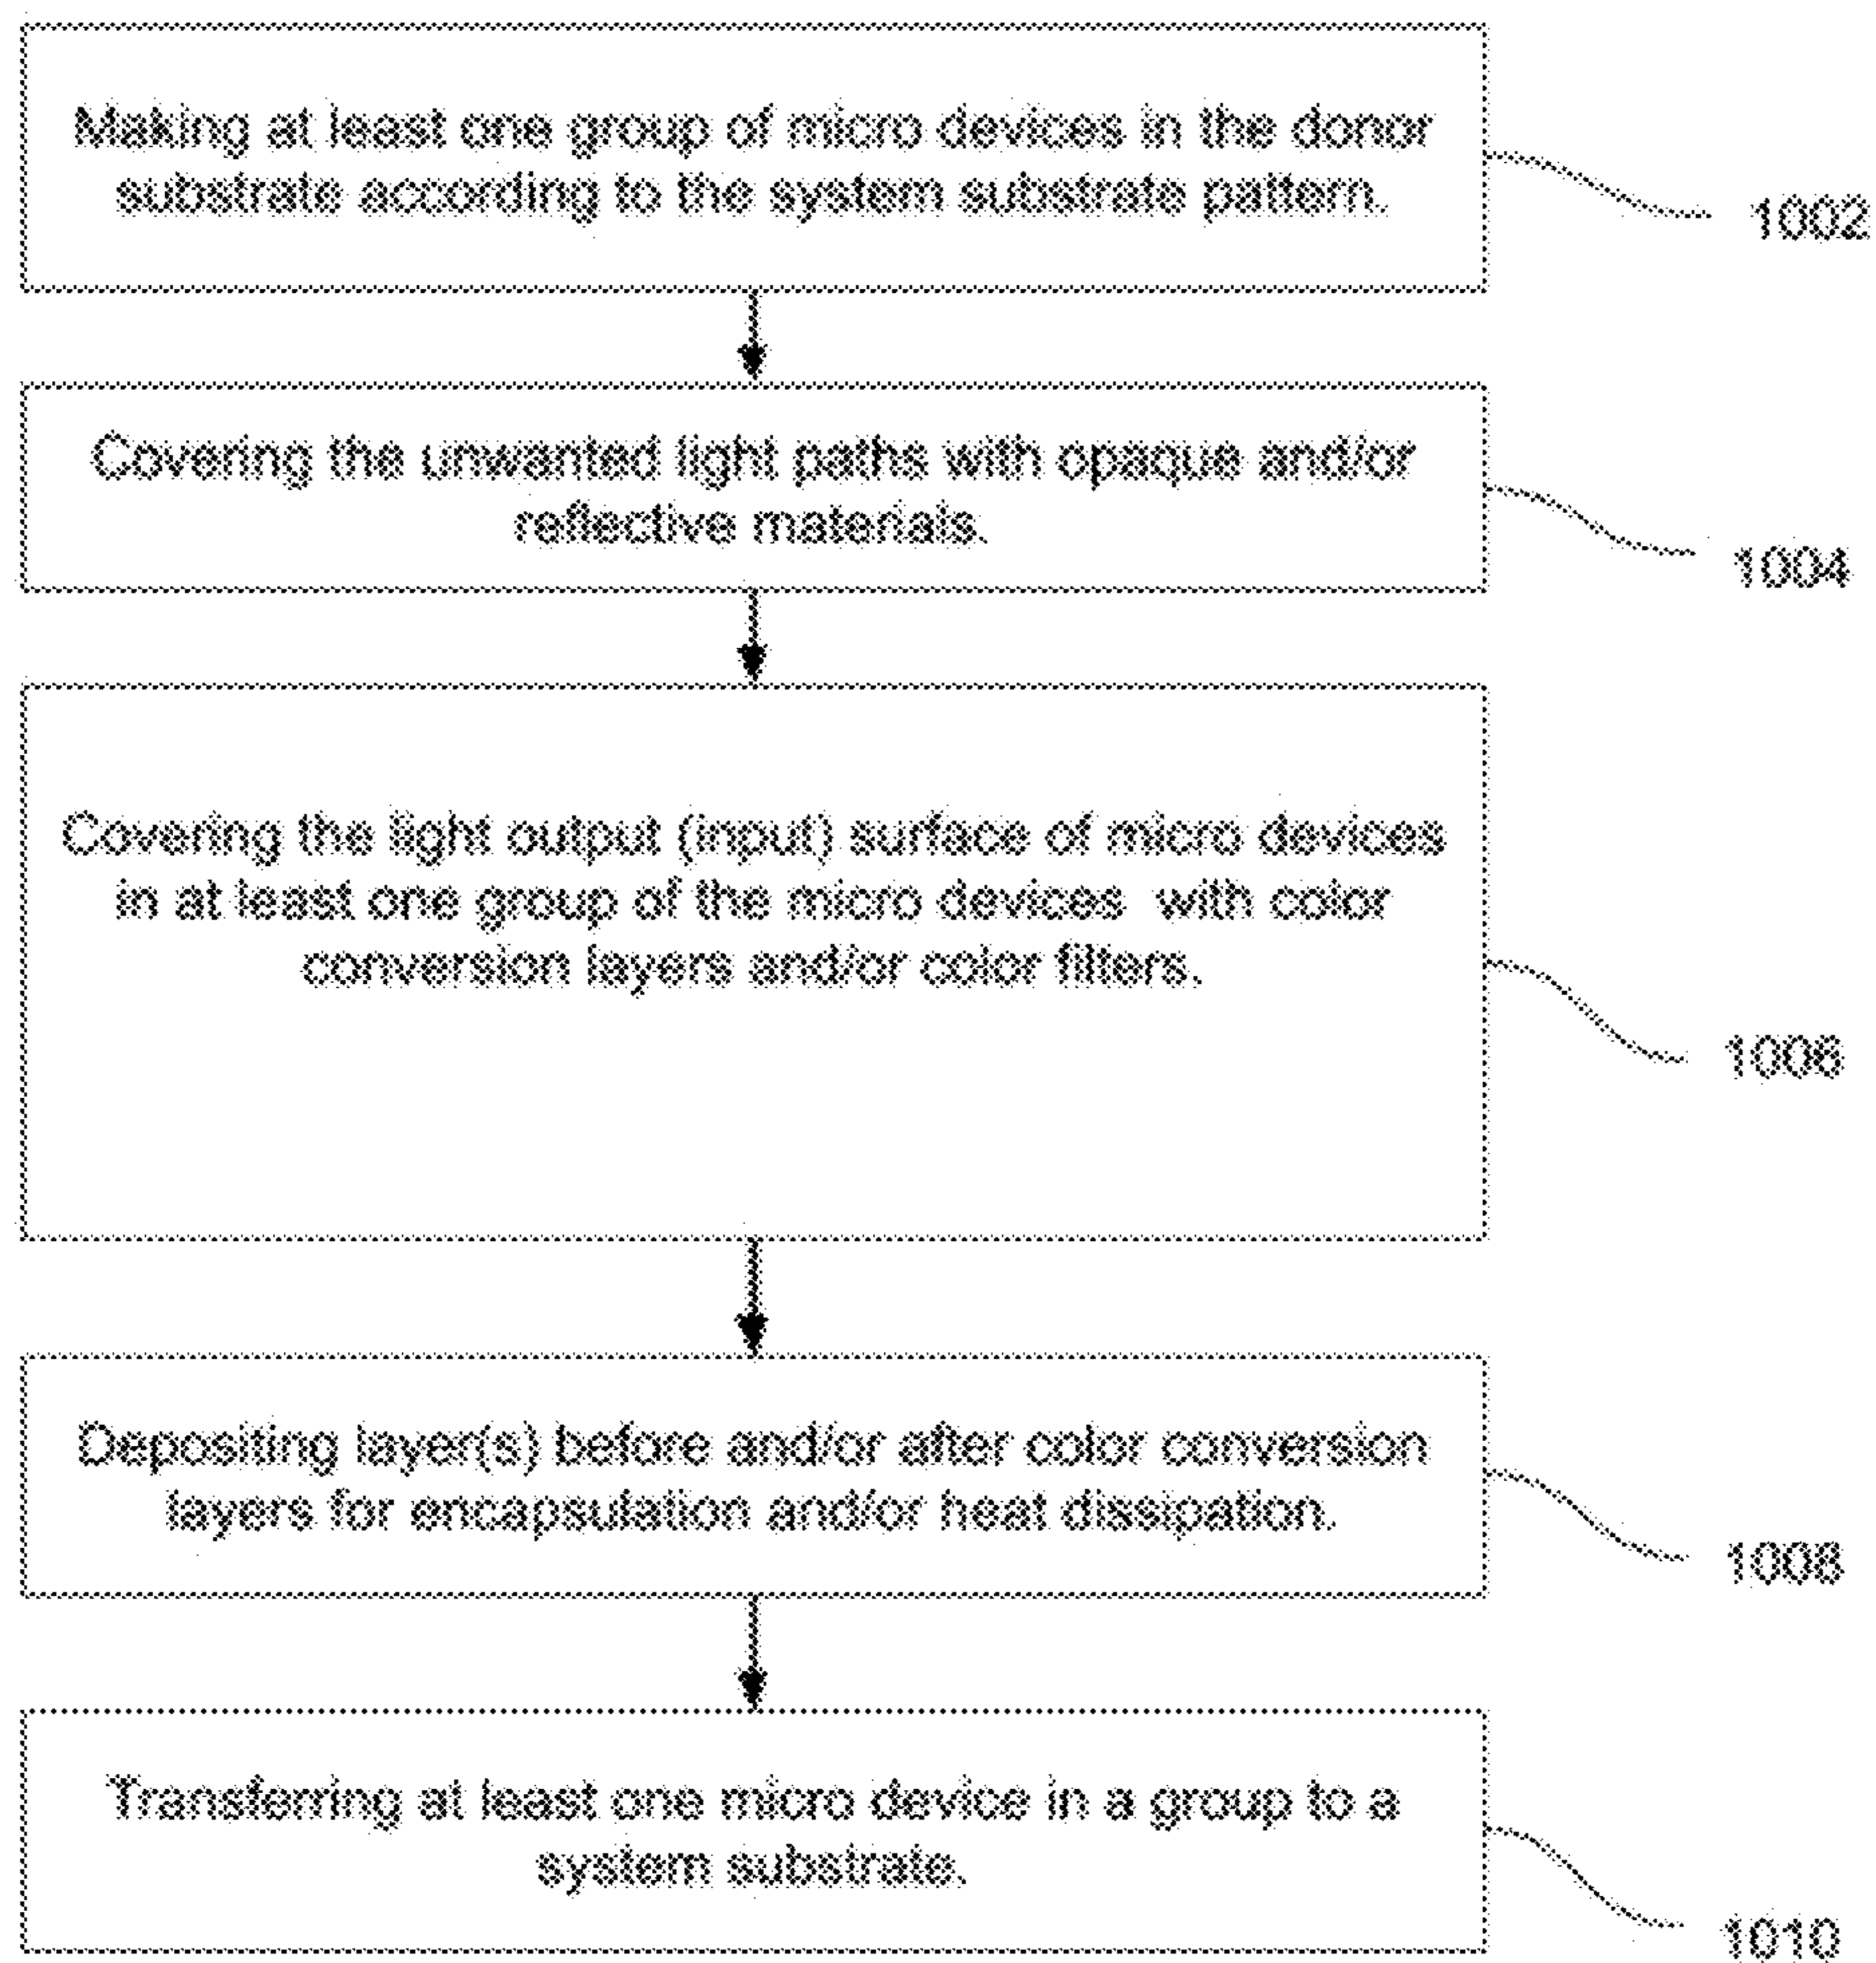 Making at least one group of micro devices in the donor
substrate according to the system substrate pattern.
1002
Covering the unwanted light paths with opaque and/or
reflective materials.
1004
Covering the light output (input) surface of micro devices
in at least one group of the micro devices with color
conversion layers and/or color filters.
1006
Depositing layer(s) before and/or after color conversion
layers for encapsulation and/or heat dissipation.
1008
Transferring at least one micro device in a group to a
system substrate.
1010